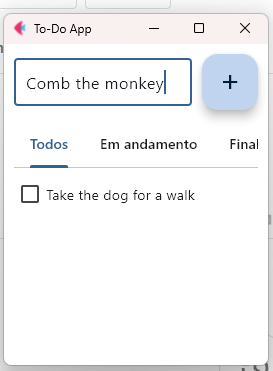 To-Do App
Comb the monkey
+
Todos Em andamento Final
Take the dog for a walk